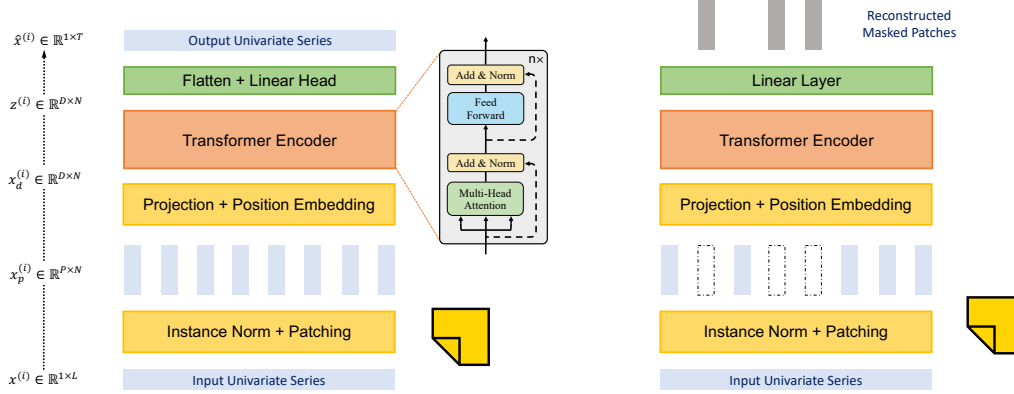 x̂^(i) ∈ ℝ^1×T
Output Univariate Series
Flatten + Linear Head
z^(i) ∈ ℝ^D×N
Transformer Encoder
x_d^(i) ∈ ℝ^D×N
Projection + Position Embedding
x_p^(i) ∈ ℝ^P×N
Instance Norm + Patching
x^(i) ∈ ℝ^1×L
Input Univariate Series
n×
Add & Norm
Feed
Forward
Add & Norm
Multi-Head
Attention
Reconstructed
Masked Patches
Linear Layer
Transformer Encoder
Projection + Position Embedding
Instance Norm + Patching
Input Univariate Series